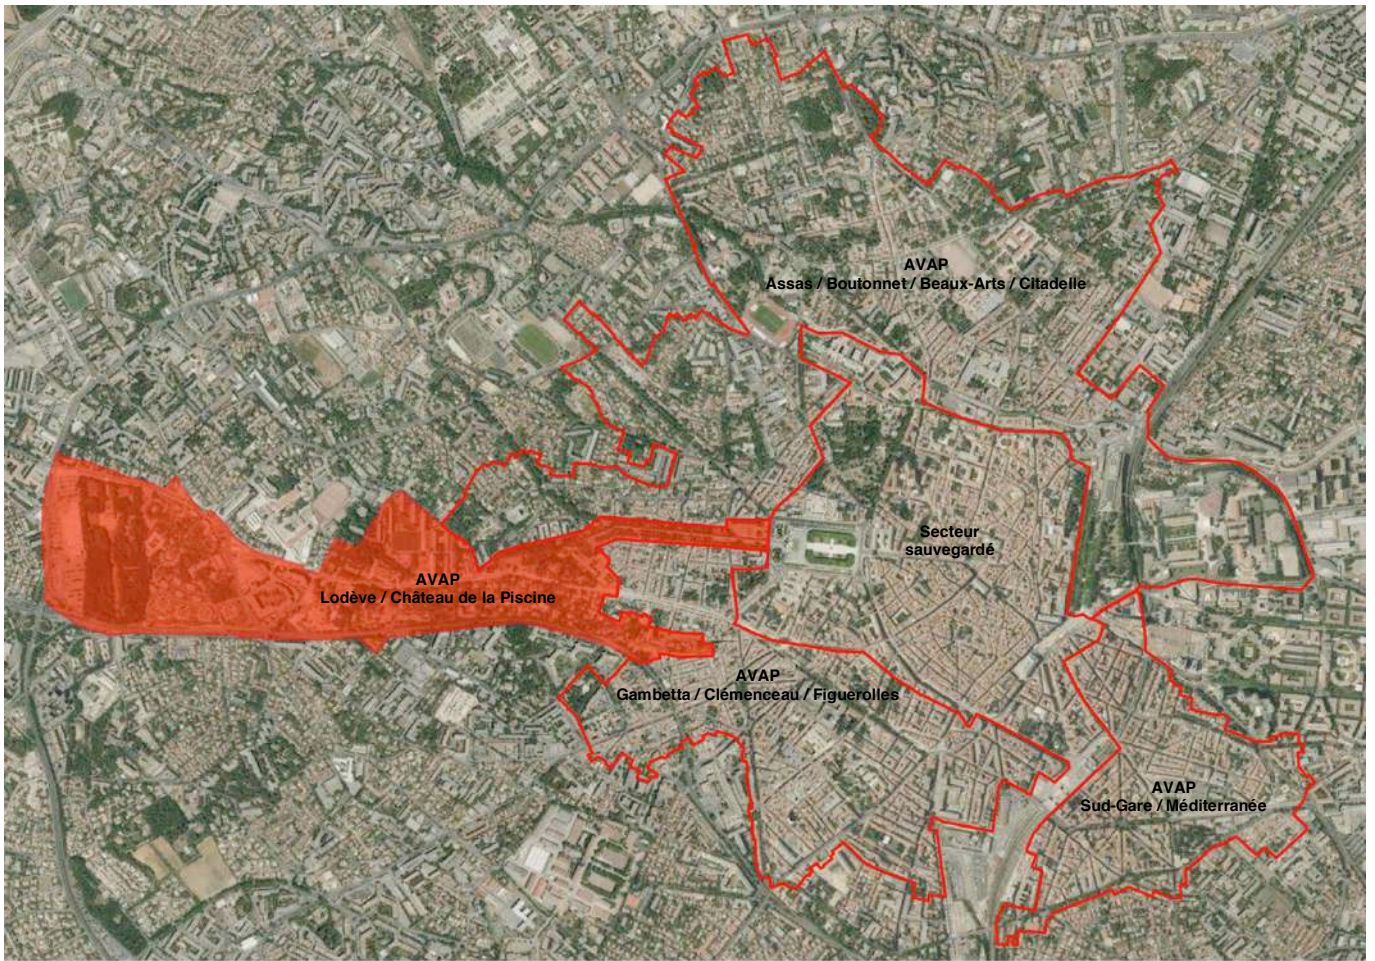 AVAP
Assas / Boutonnet / Beaux-Arts / Citadelle
Secteur
sauvegardé
AVAP
Lodève / Château de la Piscine
AVAP
Gambetta / Clémenceau / Figuerolles
AVAP
Sud-Gare / Méditerranée